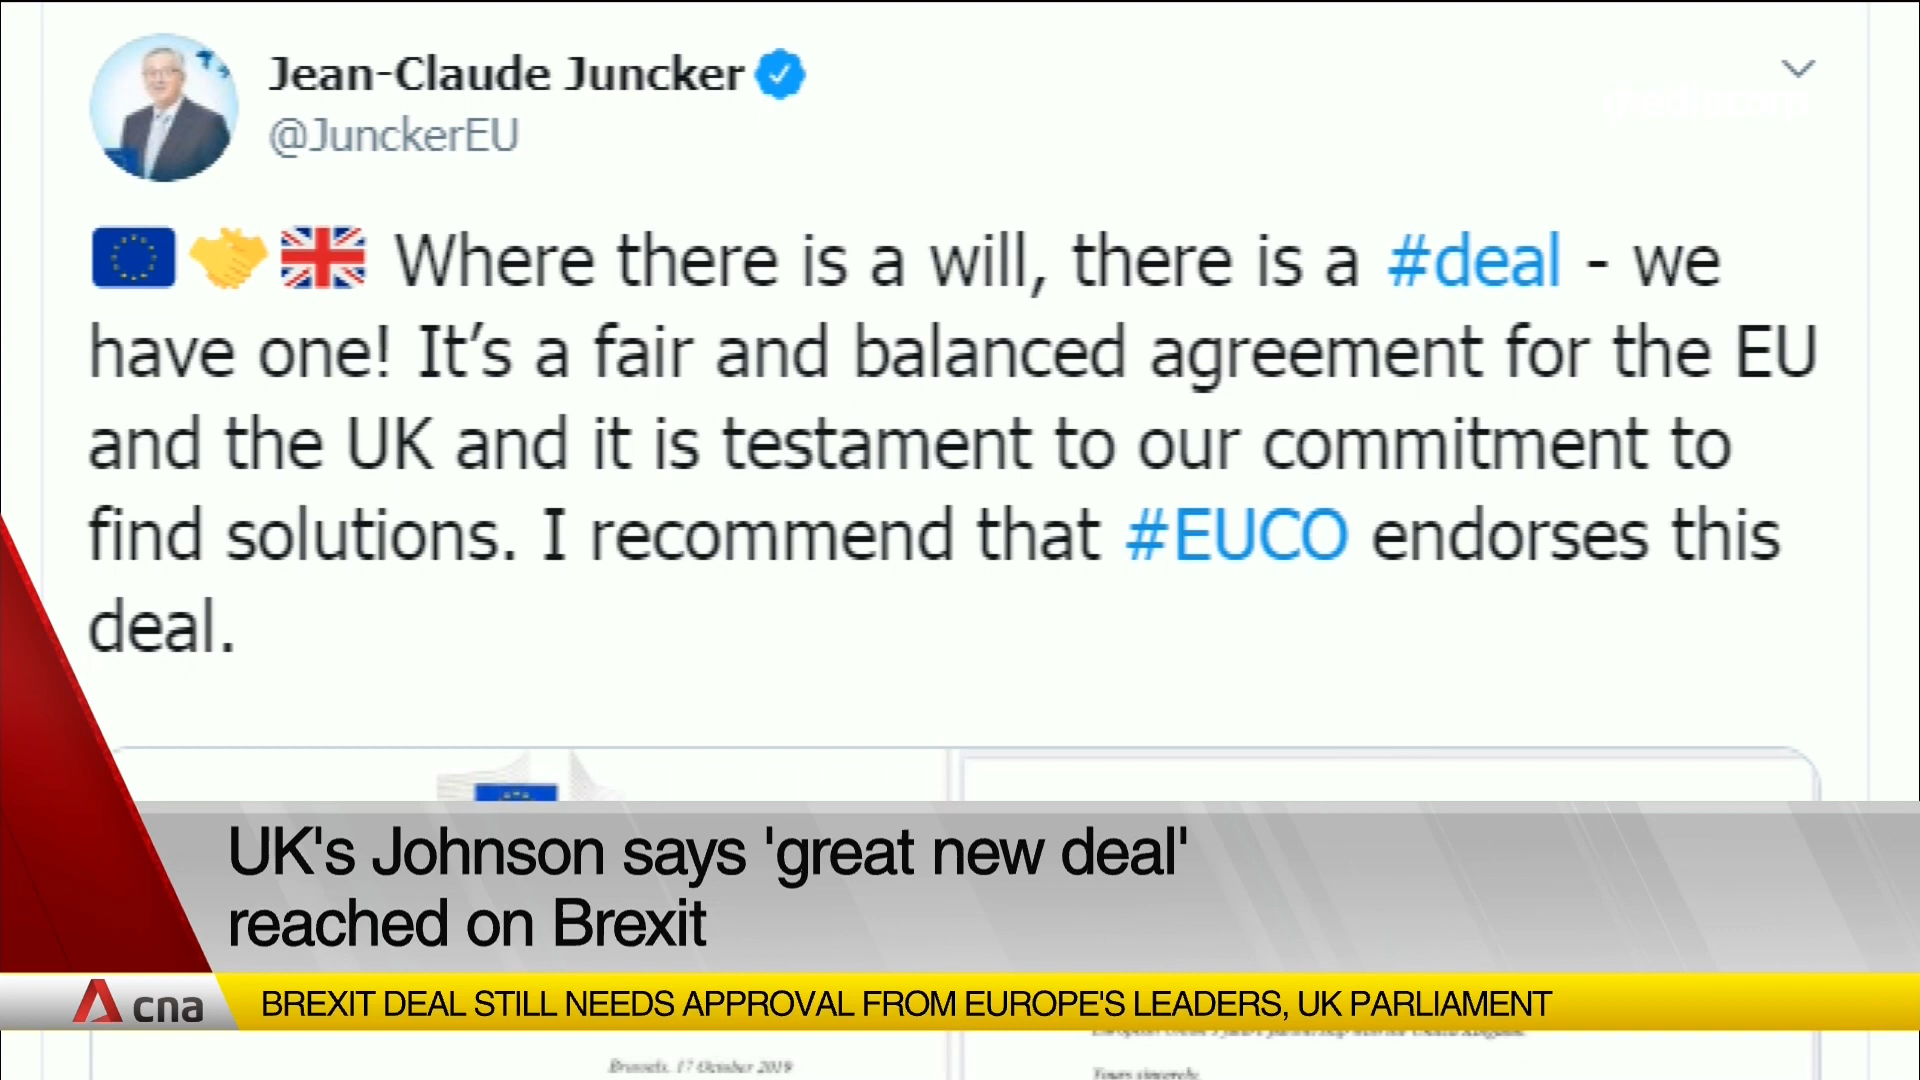 Jean-Claude Juncker
@JunckerEU
mediacorp
Where there is a will, there is a #deal - we
have one! It’s a fair and balanced agreement for the EU
and the UK and it is testament to our commitment to
find solutions. I recommend that #EUCO endorses this
deal.
UK's Johnson says 'great new deal'
reached on Brexit
cna
BREXIT DEAL STILL NEEDS APPROVAL FROM EUROPE'S LEADERS, UK PARLIAMENT
Brussels, 17 October 2019
Yours sincerely,